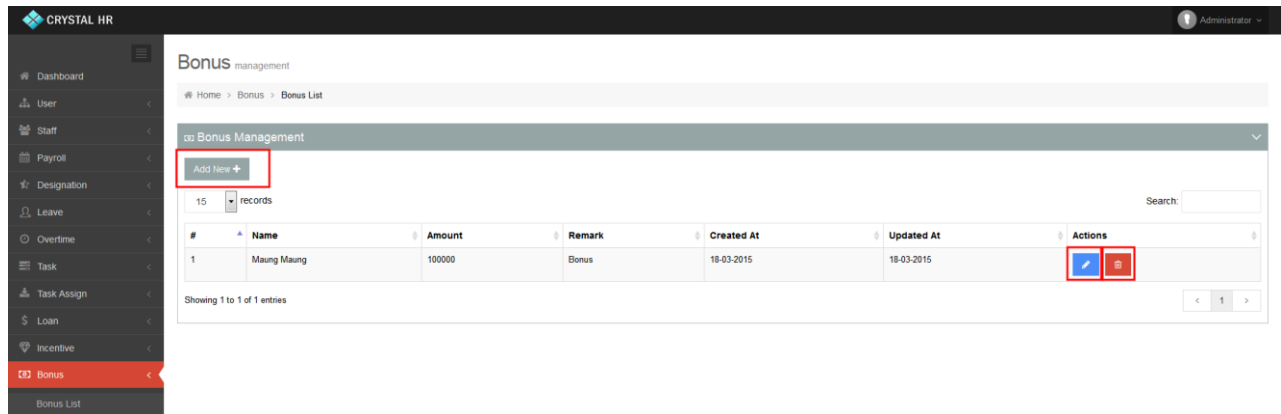 CRYSTAL HR
Administrator
Dashboard
User
Staff
Payroll
Designation
Leave
Overtime
Task
Task Assign
Loan
Incentive
Bonus
Bonus List
Bonus management
Home > Bonus > Bonus List
Bonus Management
Add New +
15 records
Search:
# Name Amount Remark Created At Updated At Actions
1 Maung Maung 100000 Bonus 18-03-2015 18-03-2015
Showing 1 to 1 of 1 entries
< 1 >